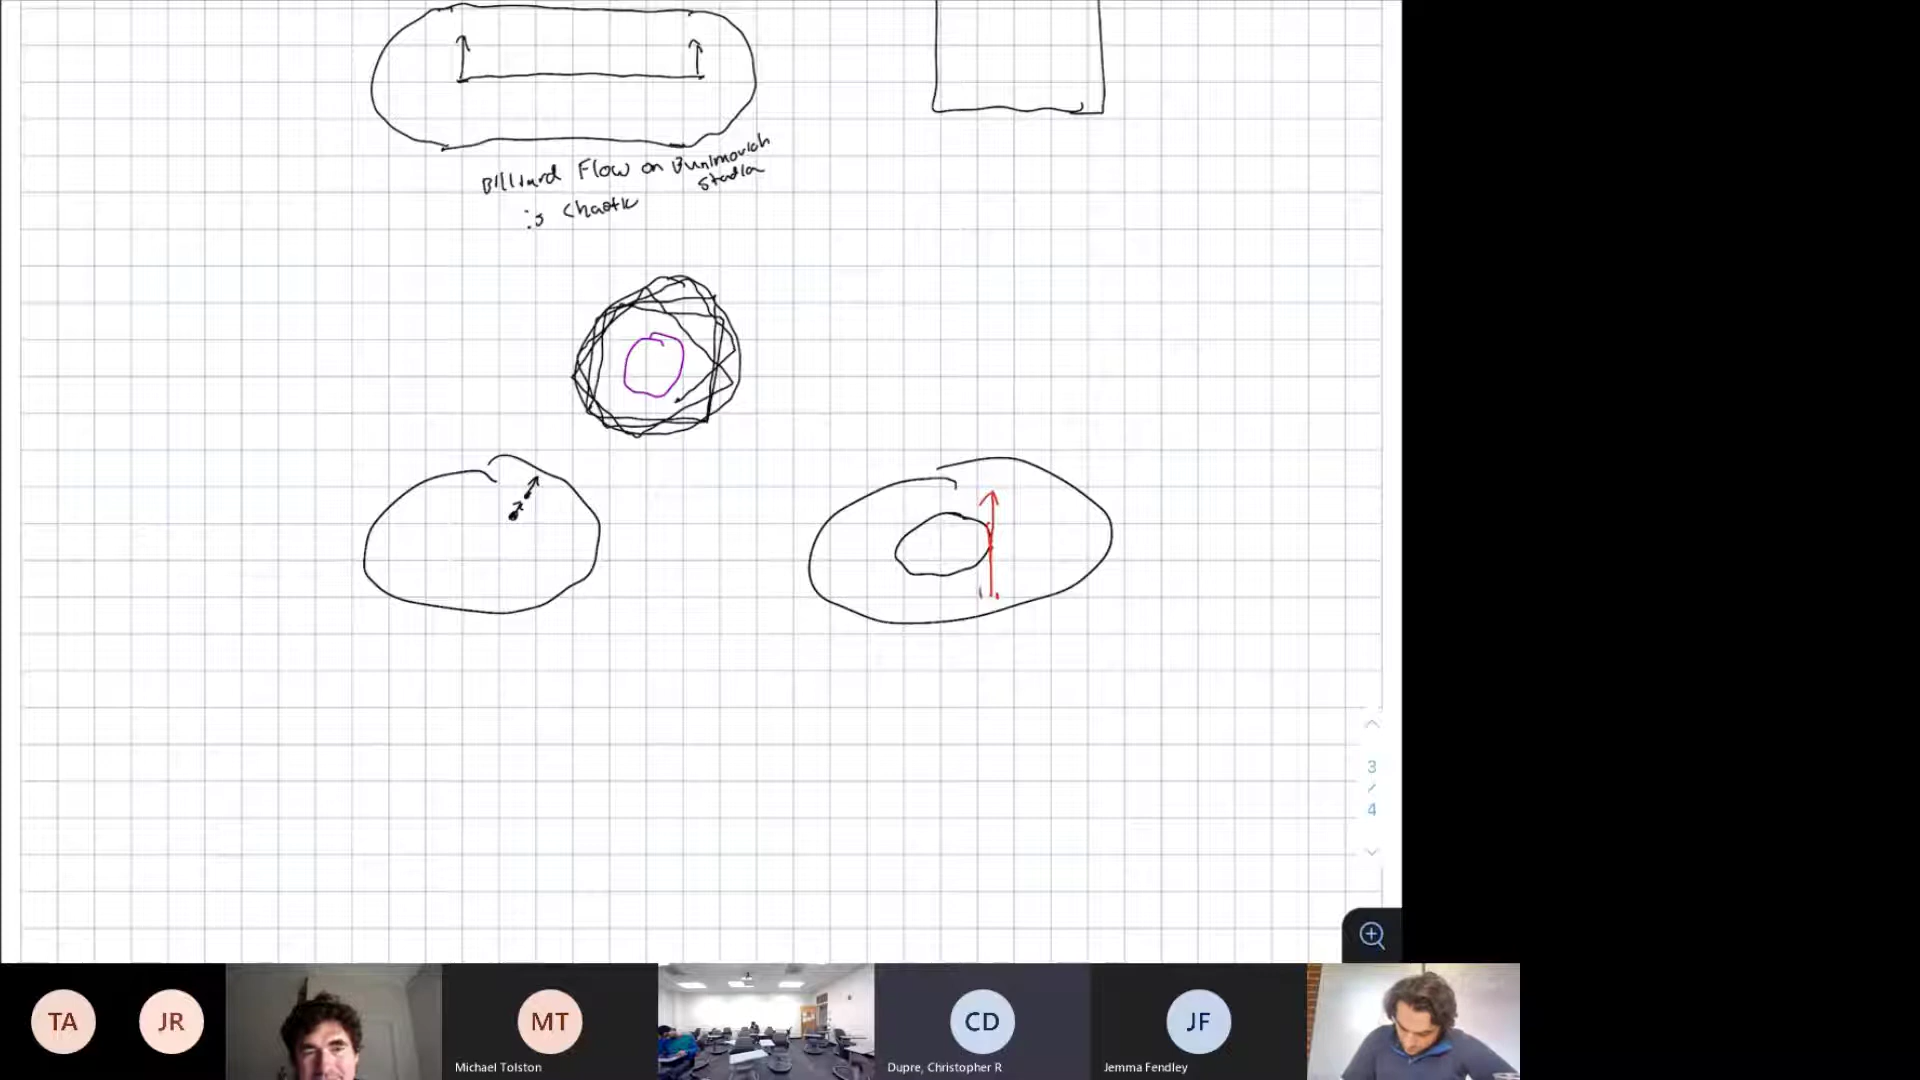 Billiard Flow on Bunimovich
Stadia
is Chaotic
3
/
4
TA
JR
MT
CD
JF
Michael Tolston
Dupre, Christopher R
Jemma Fendley